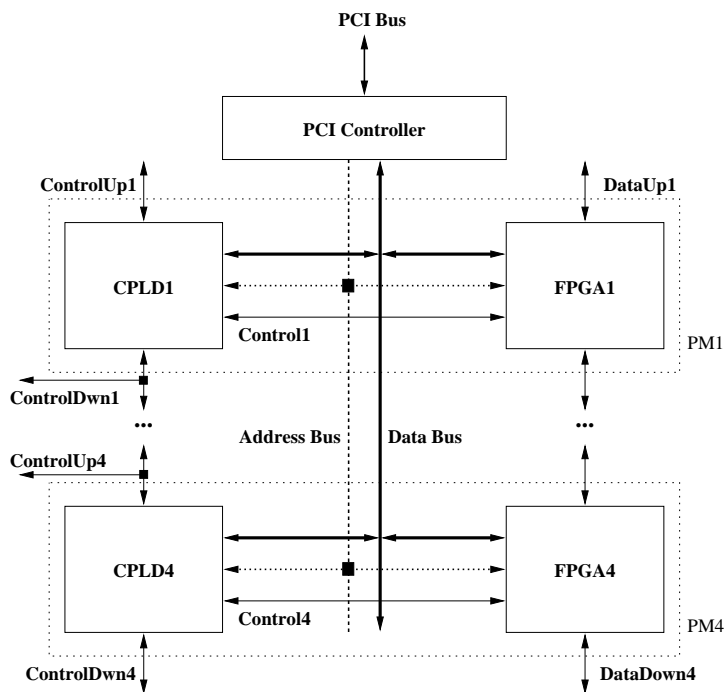 PCI Bus
PCI Controller
ControlUp1
DataUp1
CPLD1
FPGA1
Control1
PM1
ControlDwn1
...
...
Address Bus
Data Bus
ControlUp4
CPLD4
FPGA4
Control4
PM4
ControlDwn4
DataDown4